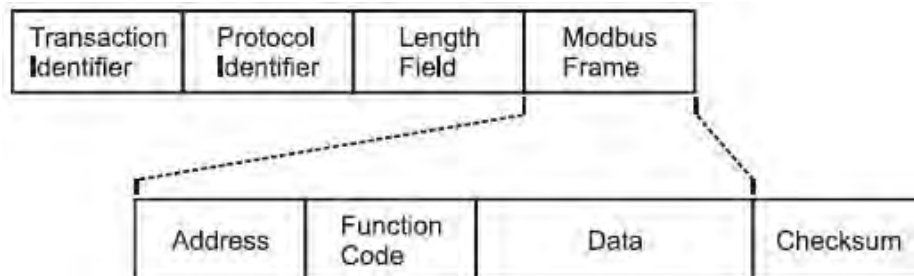 Transaction Identifier
Protocol Identifier
Length Field
Modbus Frame
Address
Function Code
Data
Checksum